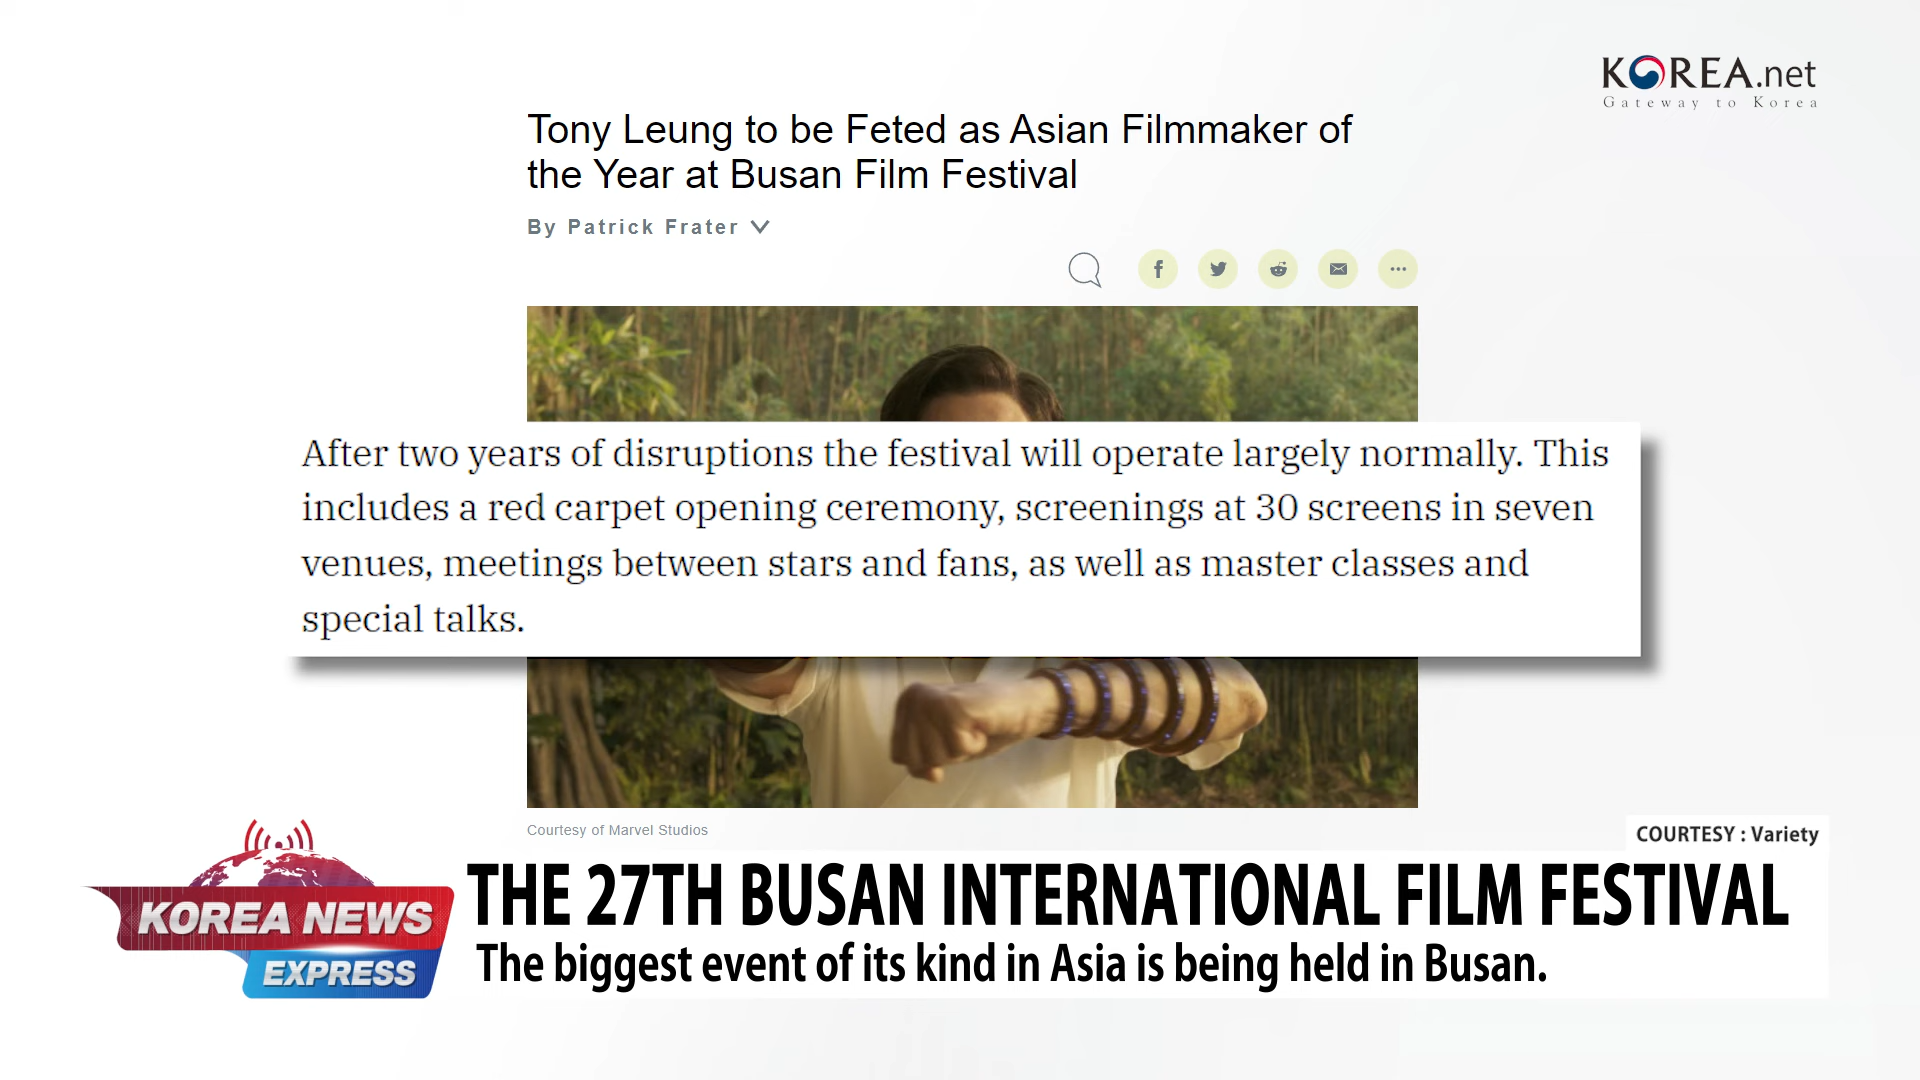 KOREA.net
Gateway to Korea
Tony Leung to be Feted as Asian Filmmaker of
the Year at Busan Film Festival
By Patrick Frater
After two years of disruptions the festival will operate largely normally. This
includes a red carpet opening ceremony, screenings at 30 screens in seven
venues, meetings between stars and fans, as well as master classes and
special talks.
Courtesy of Marvel Studios
COURTESY : Variety
KOREA NEWS
EXPRESS
THE 27TH BUSAN INTERNATIONAL FILM FESTIVAL
The biggest event of its kind in Asia is being held in Busan.